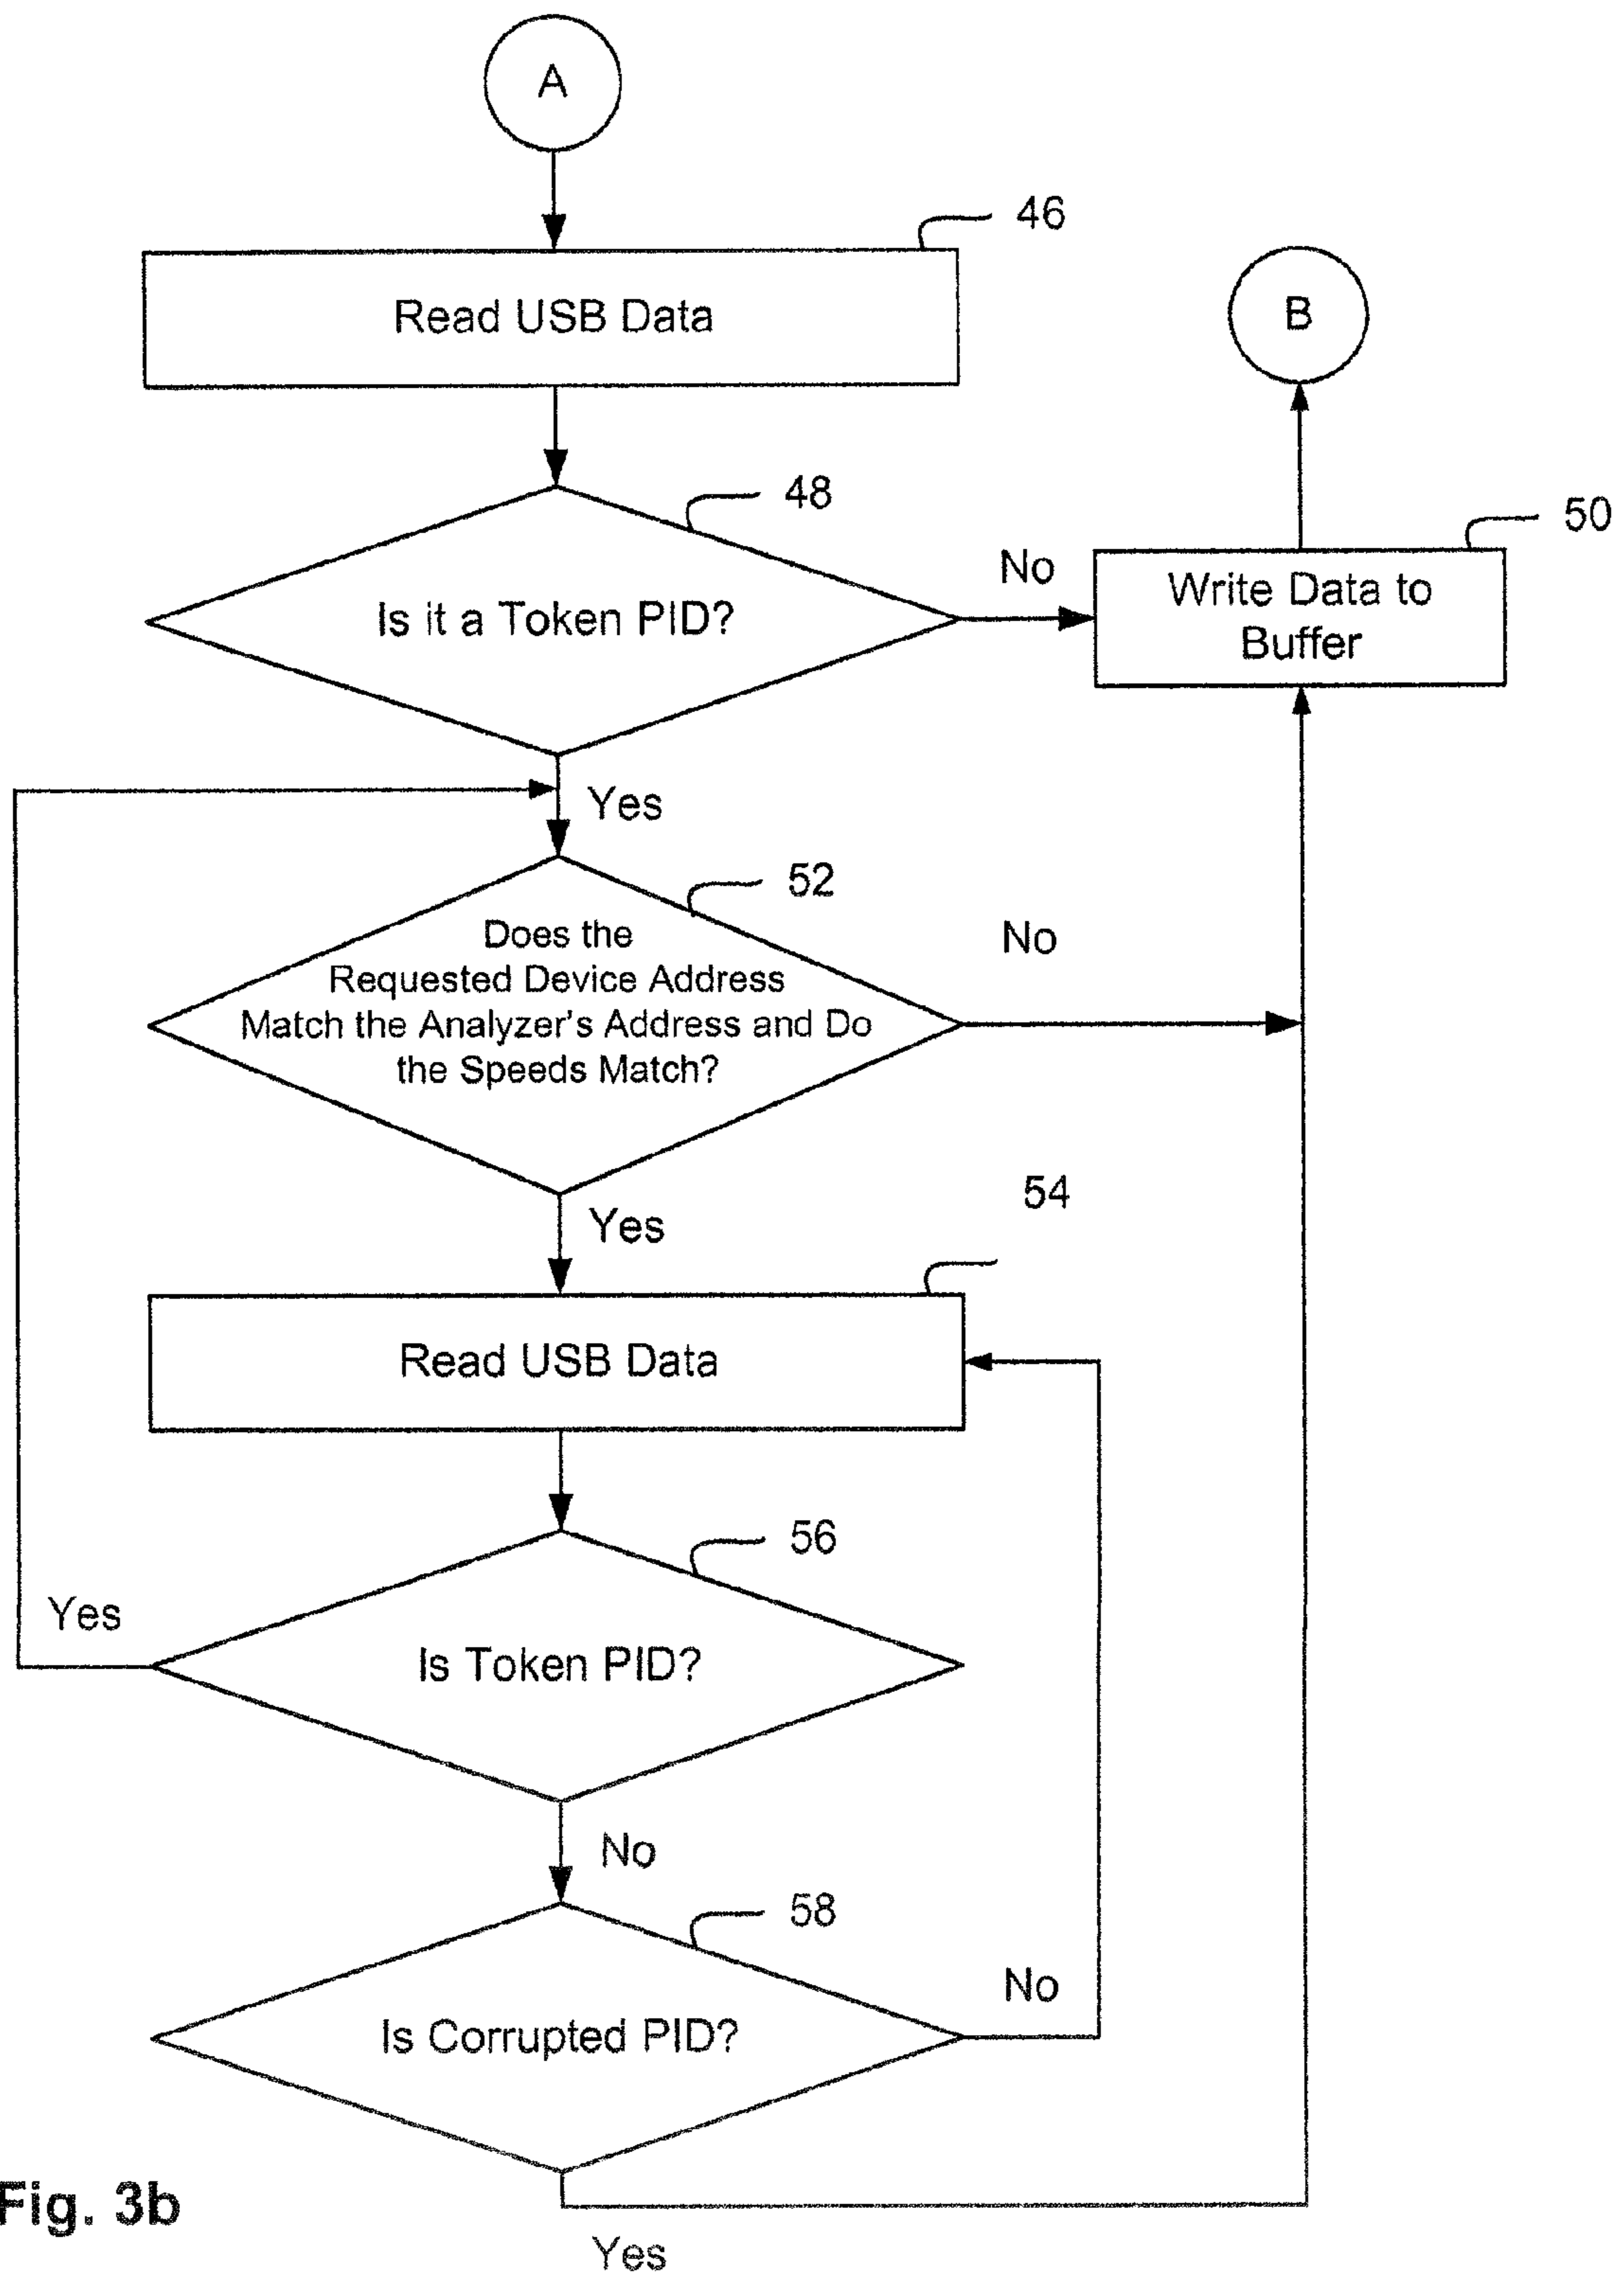 A
46
Read USB Data
B
48
Is it a Token PID?
No
50
Write Data to
Buffer
Yes
52
Does the
Requested Device Address
Match the Analyzer's Address and Do
the Speeds Match?
No
Yes
54
Read USB Data
56
Is Token PID?
Yes
No
58
Is Corrupted PID?
No
Yes
Fig. 3b